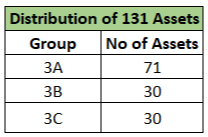 Distribution of 131 Assets
Group No of Assets
3A 71
3B 30
3C 30